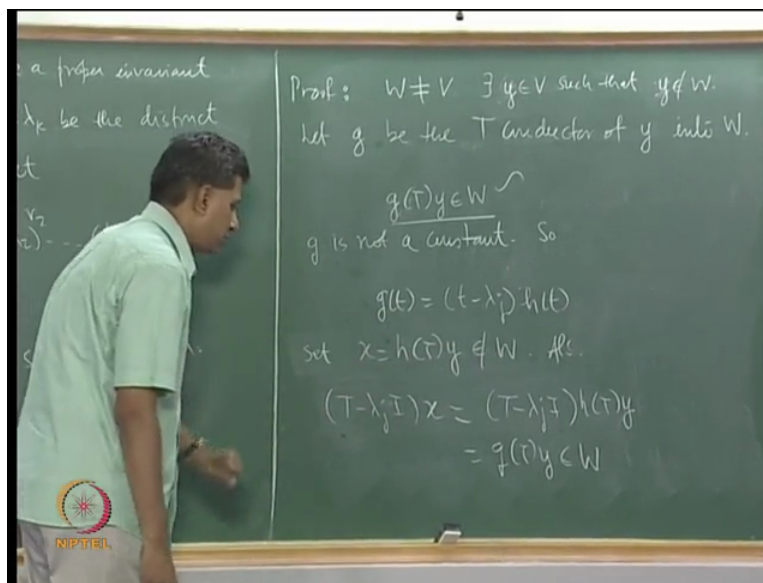 a proper invariant
λₖ be the distinct
Proof: W ≠ V ∃ y∈V such that y∉W.
Let g be the T conductor of y into W.
g(T)y∈W
g is not a constant. So
g(t) = (t-λⱼ) h(t)
Set x = h(T)y ∉ W. Als.
(T-λⱼI)x = (T-λⱼI)h(T)y
= g(T)y ∈ W
NPTEL